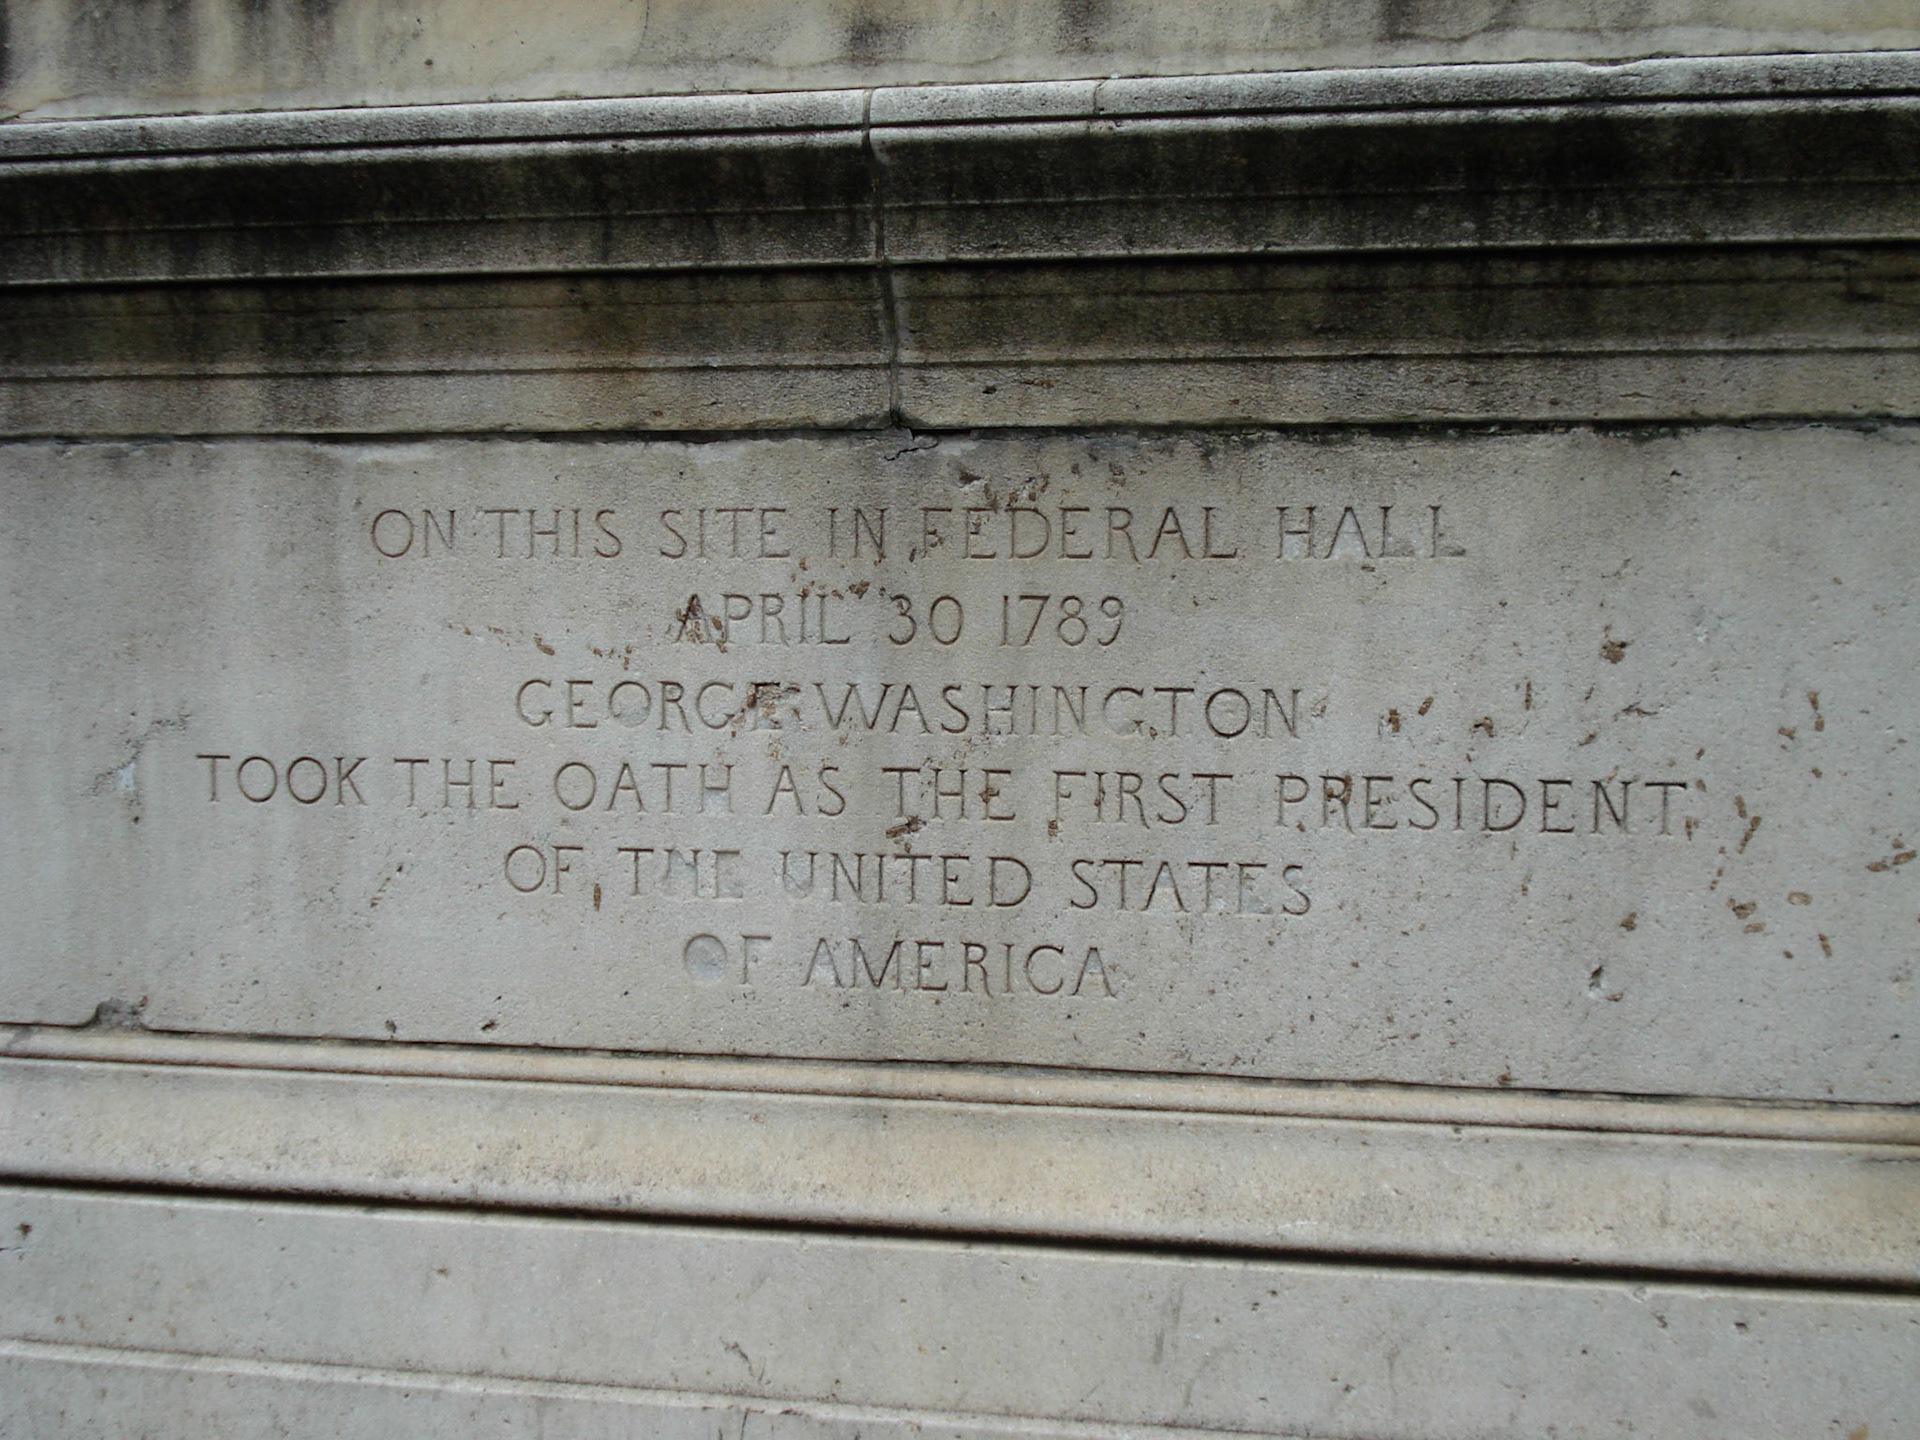 ON THIS SITE IN FEDERAL HALL
APRIL 30 1789
GEORGE WASHINGTON
TOOK THE OATH AS THE FIRST PRESIDENT
OF THE UNITED STATES
OF AMERICA